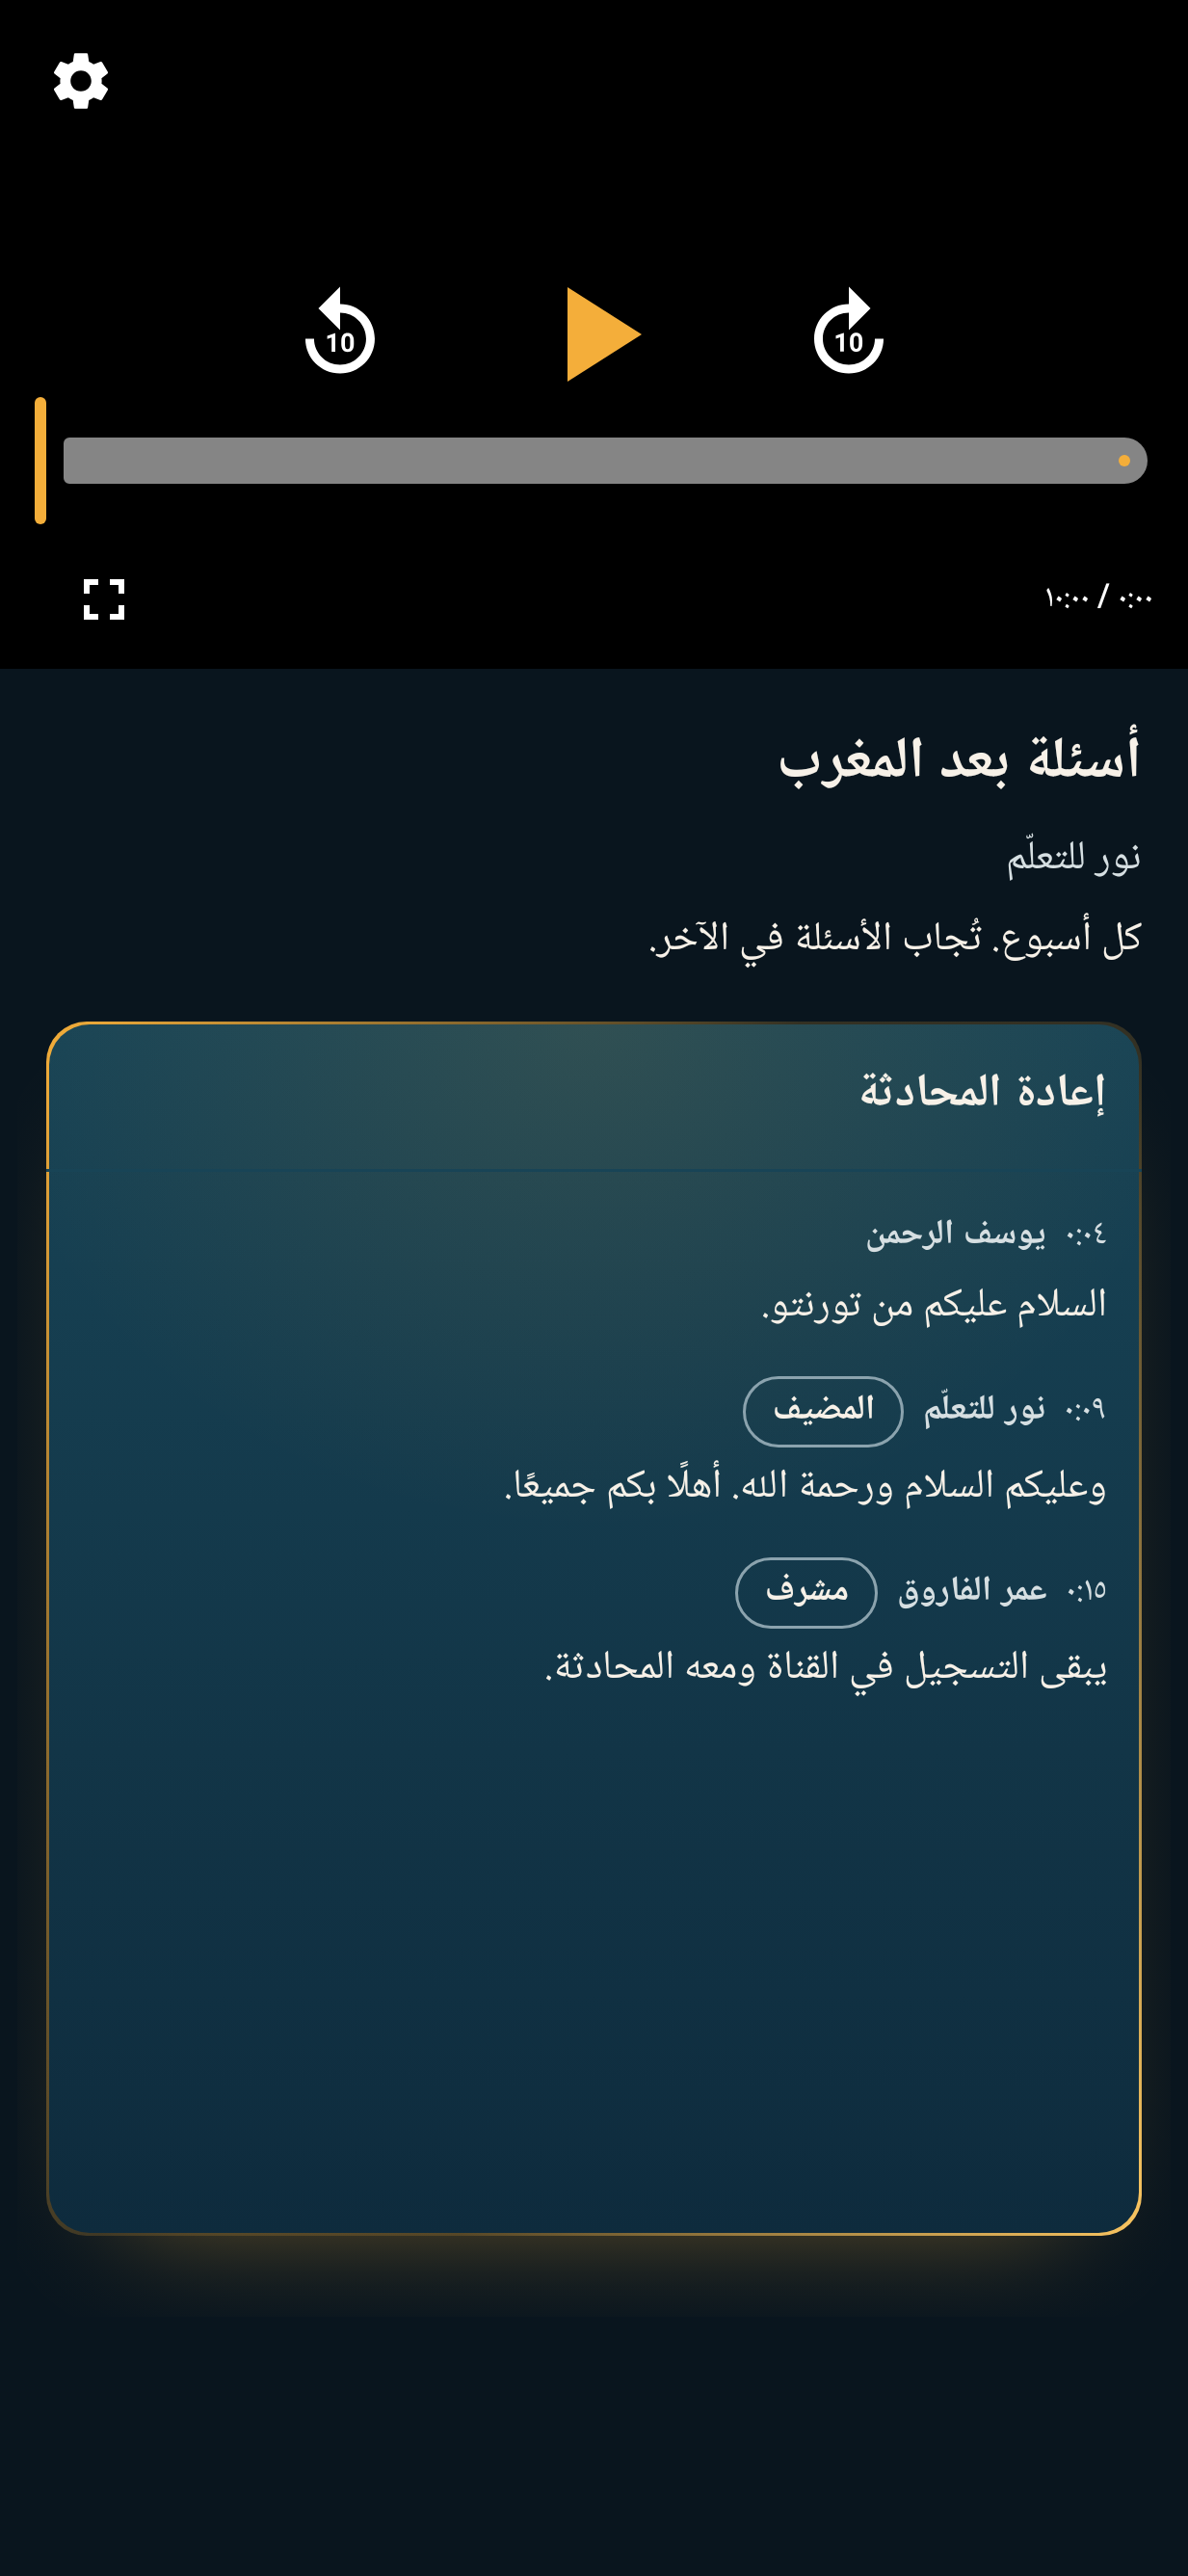 10
10
٠:٠٠ / ١٠:٠٠
أسئلة بعد المغرب
نور للتعلّم
كل أسبوع. تُجاب الأسئلة في الآخر.
إعادة المحادثة
٠:٠٤ يوسف الرحمن
السلام عليكم من تورنتو.
٠:٠٩ نور للتعلّم المضيف
وعليكم السلام ورحمة الله. أهلًا بكم جميعًا.
٠:١٥ عمر الفاروق مشرف
يبقى التسجيل في القناة ومعه المحادثة.